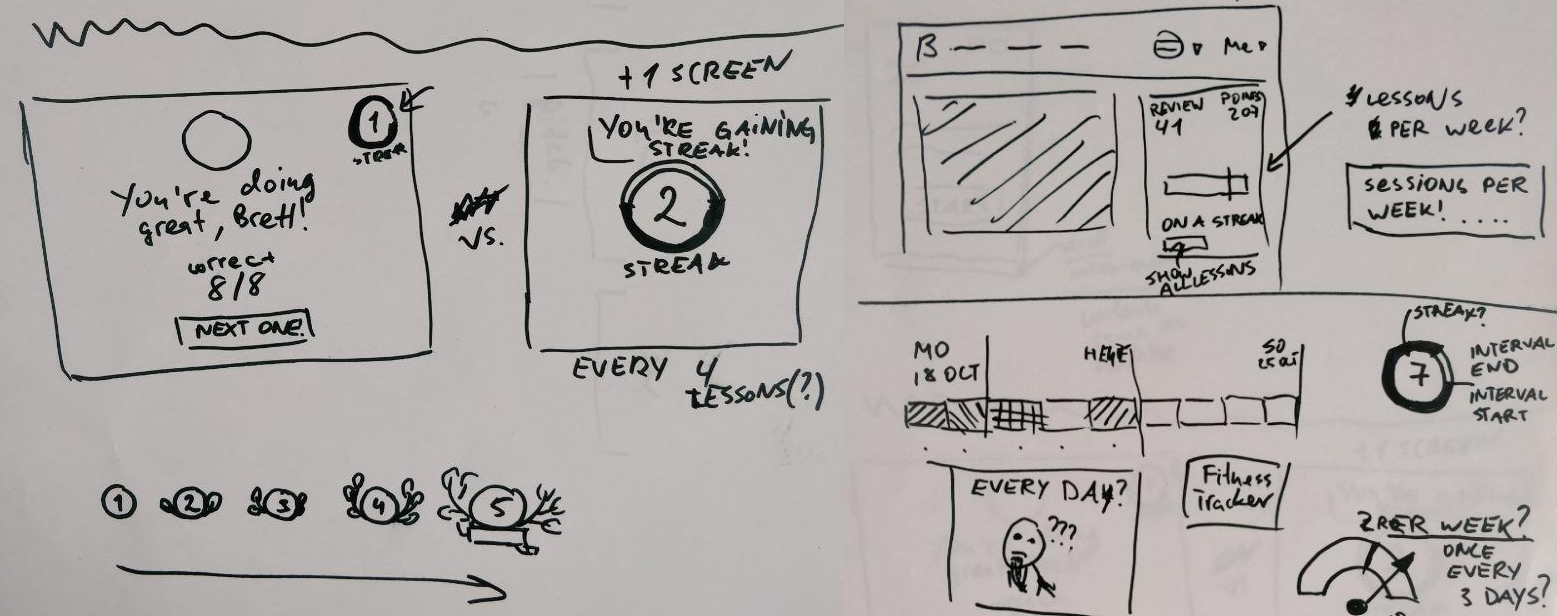 + 1 SCREEN
1
STREAK
You're doing
great, Brett!
correct
8/8
NEXT ONE!
VS.
YOU'RE GAINING
STREAK!
2
STREAK
EVERY 4
LESSONS(?)
1 2 3 4 5
B
Me
REVIEW
41
POINTS
207
ON A STREAK
SHOW
ALL LESSONS
LESSONS
PER WEEK?
SESSIONS PER
WEEK! ....
MO
18 OCT
HEUTE
SO
25 OCT
STREAK?
7
INTERVAL
END
INTERVAL
START
EVERY DAY?
???
Fitness
Tracker
2 PER WEEK?
ONCE
EVERY
3 DAYS?